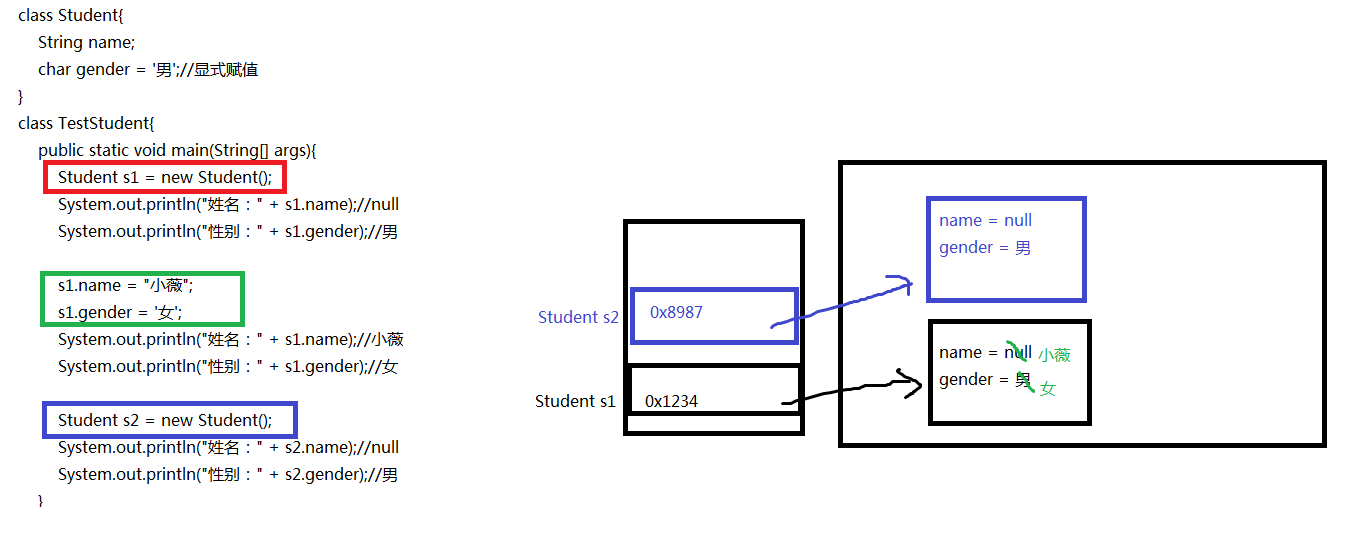 class Student{
String name;
char gender = '男';//显式赋值
}
class TestStudent{
public static void main(String[] args){
Student s1 = new Student();
System.out.println("姓名：" + s1.name);//null
System.out.println("性别：" + s1.gender);//男
s1.name = "小薇";
s1.gender = '女';
System.out.println("姓名：" + s1.name);//小薇
System.out.println("性别：" + s1.gender);//女
Student s2 = new Student();
System.out.println("姓名：" + s2.name);//null
System.out.println("性别：" + s2.gender);//男
}
Student s2
0x8987
Student s1
0x1234
name = null
gender = 男
name = null 小薇
gender = 男 女